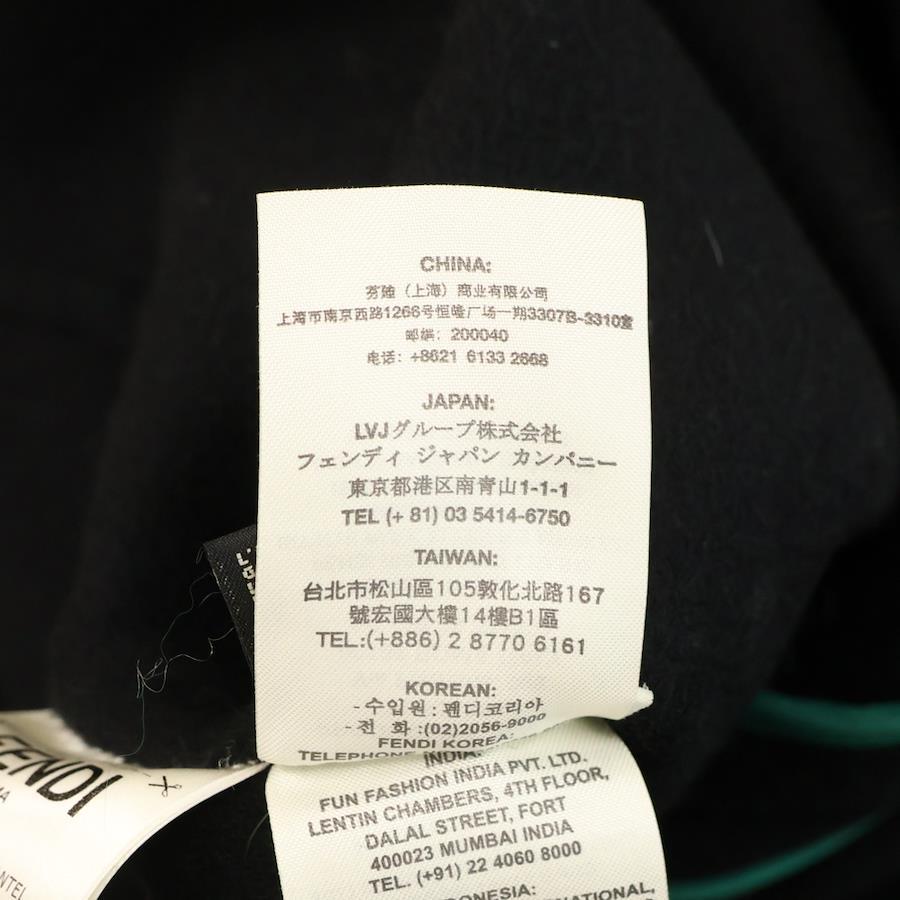 CHINA:
芬迪（上海）商业有限公司
上海市南京西路1266号恒隆广场一期3307B-3310室
邮编：200040
电话：+8621 6133 2668
JAPAN:
LVJグループ株式会社
フェンディ ジャパン カンパニー
東京都港区南青山1-1-1
TEL (+ 81) 03 5414-6750
TAIWAN:
台北市松山區105敦化北路167
號宏國大樓14樓B1區
TEL.:(+886) 2 8770 6161
KOREAN:
-수입원:펜디코리아
-전 화 :(02)2056-9000
FENDI KOREA:
TELEPHONE
INDIA:
FUN FASHION INDIA PVT. LTD.
LENTIN CHAMBERS, 4TH FLOOR,
DALAL STREET, FORT
400023 MUMBAI INDIA
TEL. (+91) 22 4060 8000
FENDI